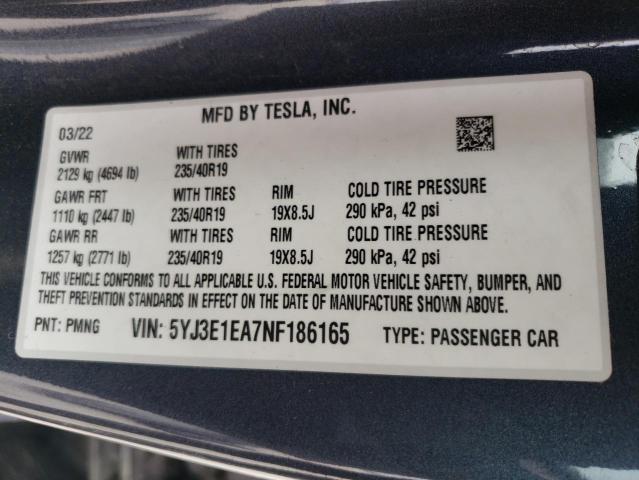 MFD BY TESLA, INC.
03/22
GVWR WITH TIRES
2129 kg (4694 lb) 235/40R19
GAWR FRT WITH TIRES RIM COLD TIRE PRESSURE
1110 kg (2447 lb) 235/40R19 19X8.5J 290 kPa, 42 psi
GAWR RR WITH TIRES RIM COLD TIRE PRESSURE
1257 kg (2771 lb) 235/40R19 19X8.5J 290 kPa, 42 psi
THIS VEHICLE CONFORMS TO ALL APPLICABLE U.S. FEDERAL MOTOR VEHICLE SAFETY, BUMPER, AND
THEFT PREVENTION STANDARDS IN EFFECT ON THE DATE OF MANUFACTURE SHOWN ABOVE.
PNT: PMNG VIN: 5YJ3E1EA7NF186165 TYPE: PASSENGER CAR